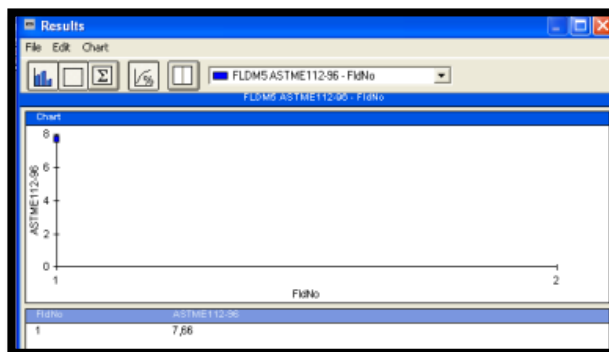 Results
File Edit Chart
FLDM5 ASTME112-96 - FldNo
FLDM5 ASTME112-96 - FldNo
Chart
8
6
4
2
0
ASTME112-96
1 2
FldNo
FldNo ASTME112-96
1 7,66